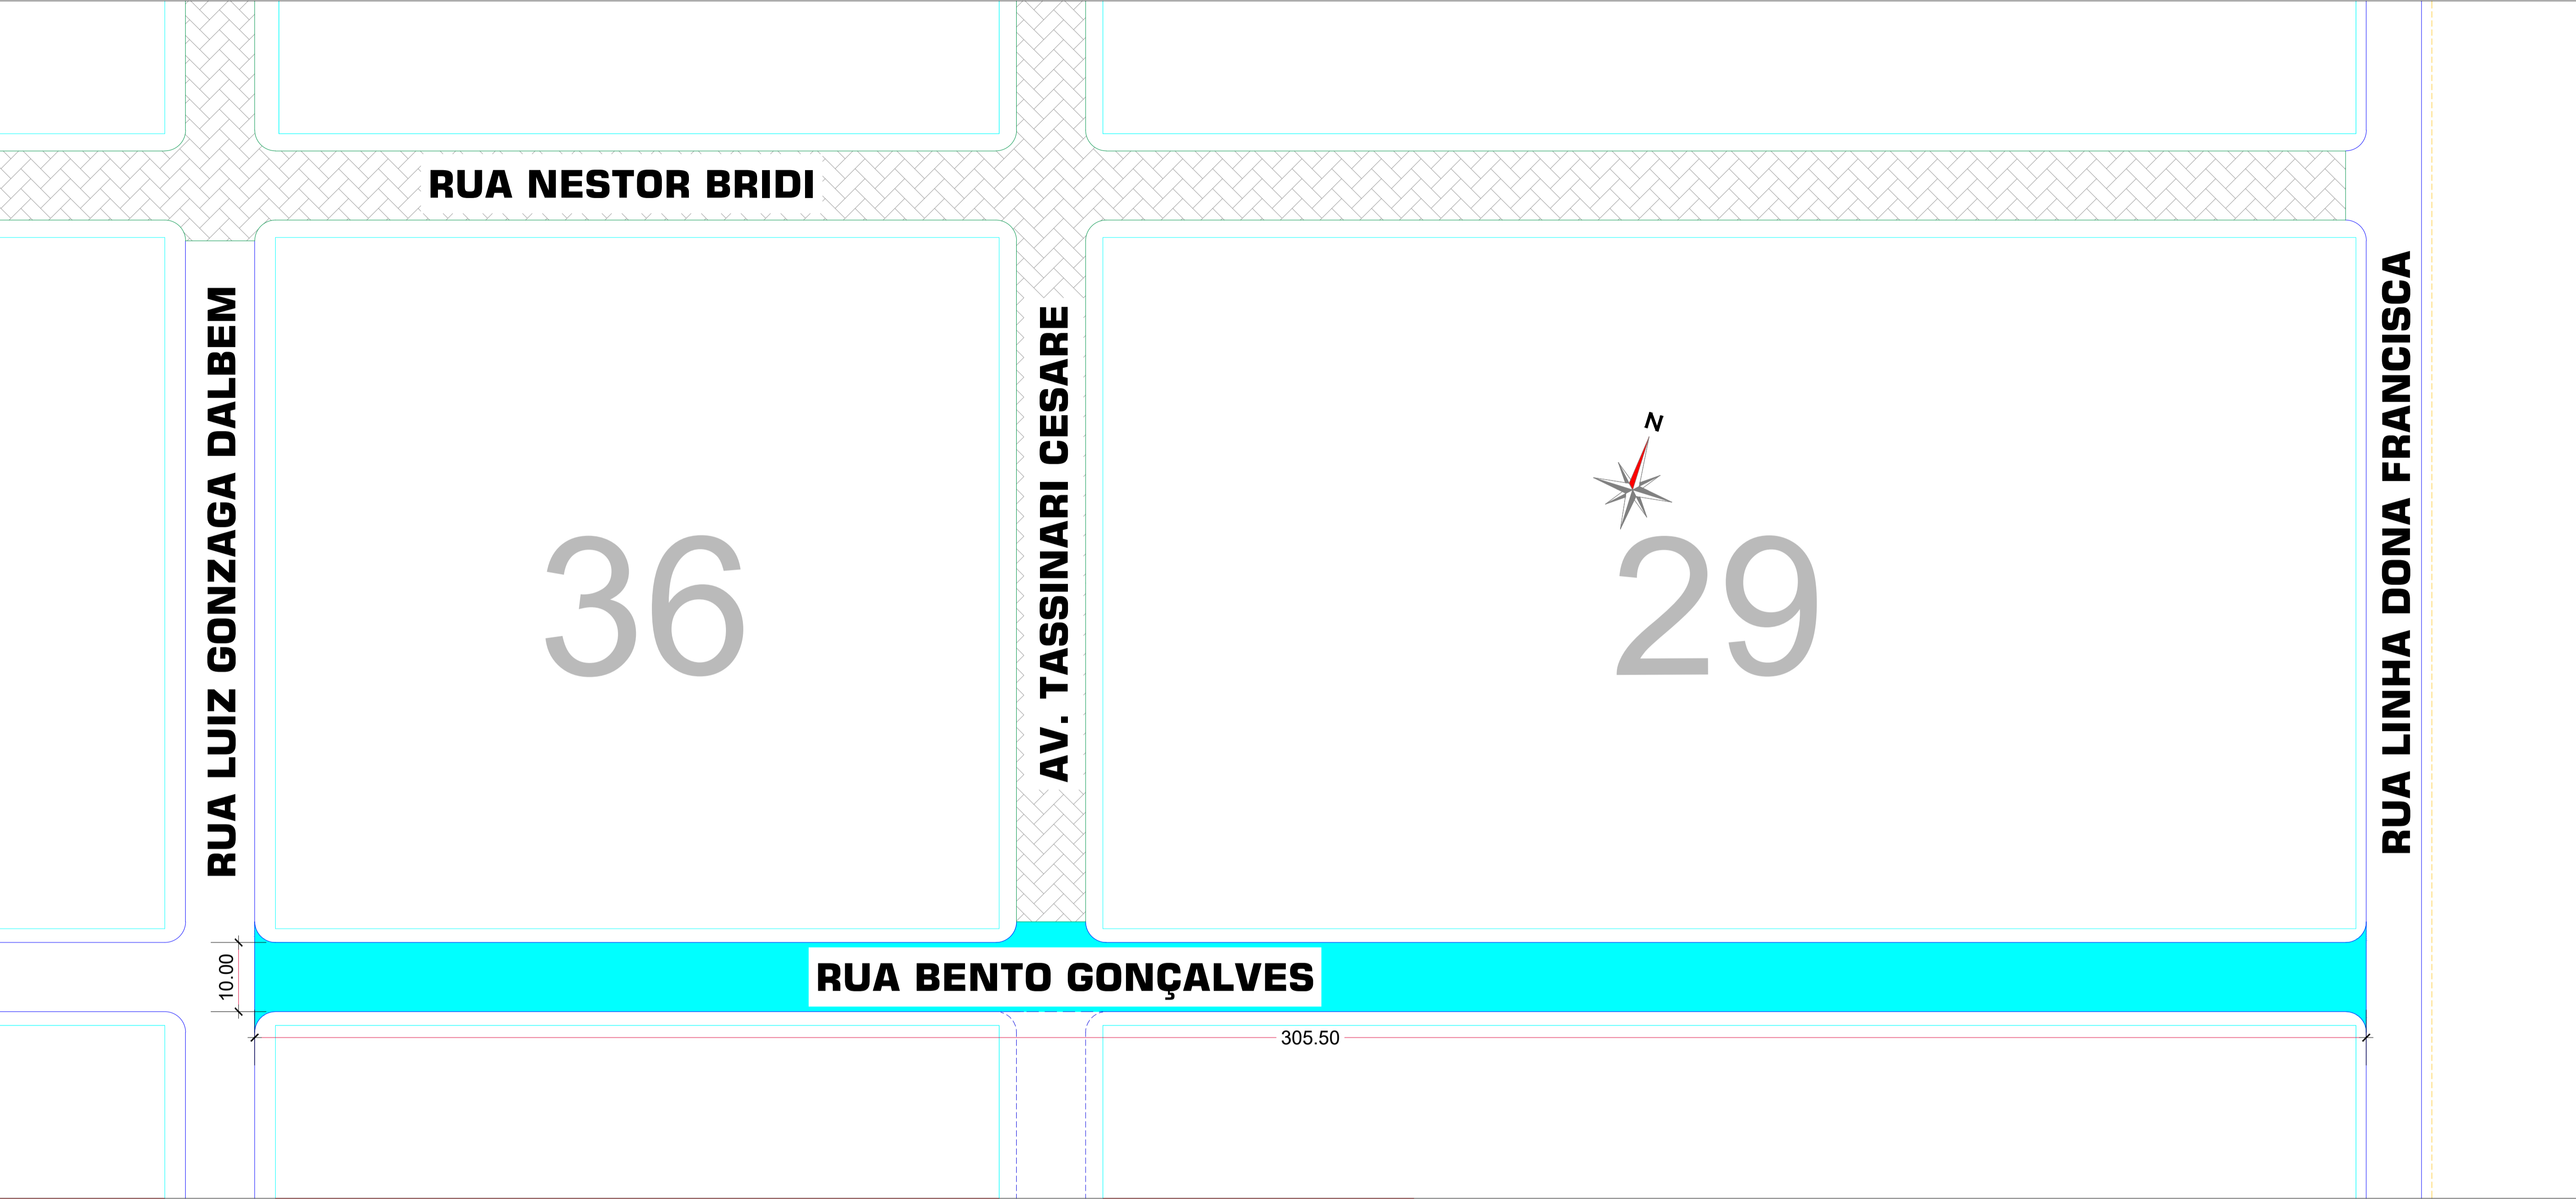 RUA NESTOR BRIDI
RUA LUIZ GONZAGA DALBEM
AV. TASSINARI CESARE
RUA LINHA DONA FRANCISCA
N
36
29
10.00
RUA BENTO GONÇALVES
305.50